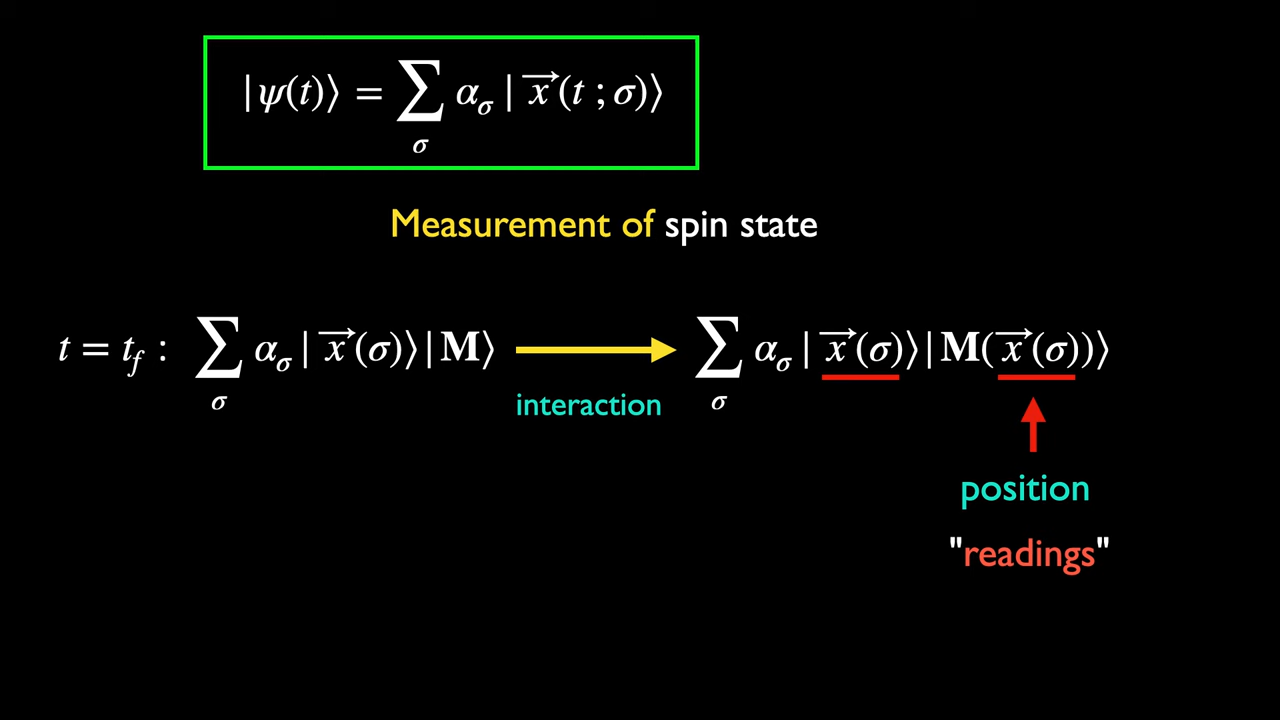 |ψ(t)⟩ = ∑_σ α_σ | x⃗(t ; σ)⟩
Measurement of spin state
t = t_f : ∑_σ α_σ | x⃗(σ)⟩|𝐌⟩ ⟶ ∑_σ α_σ | x⃗(σ)⟩|𝐌(x⃗(σ))⟩
interaction
position
"readings"